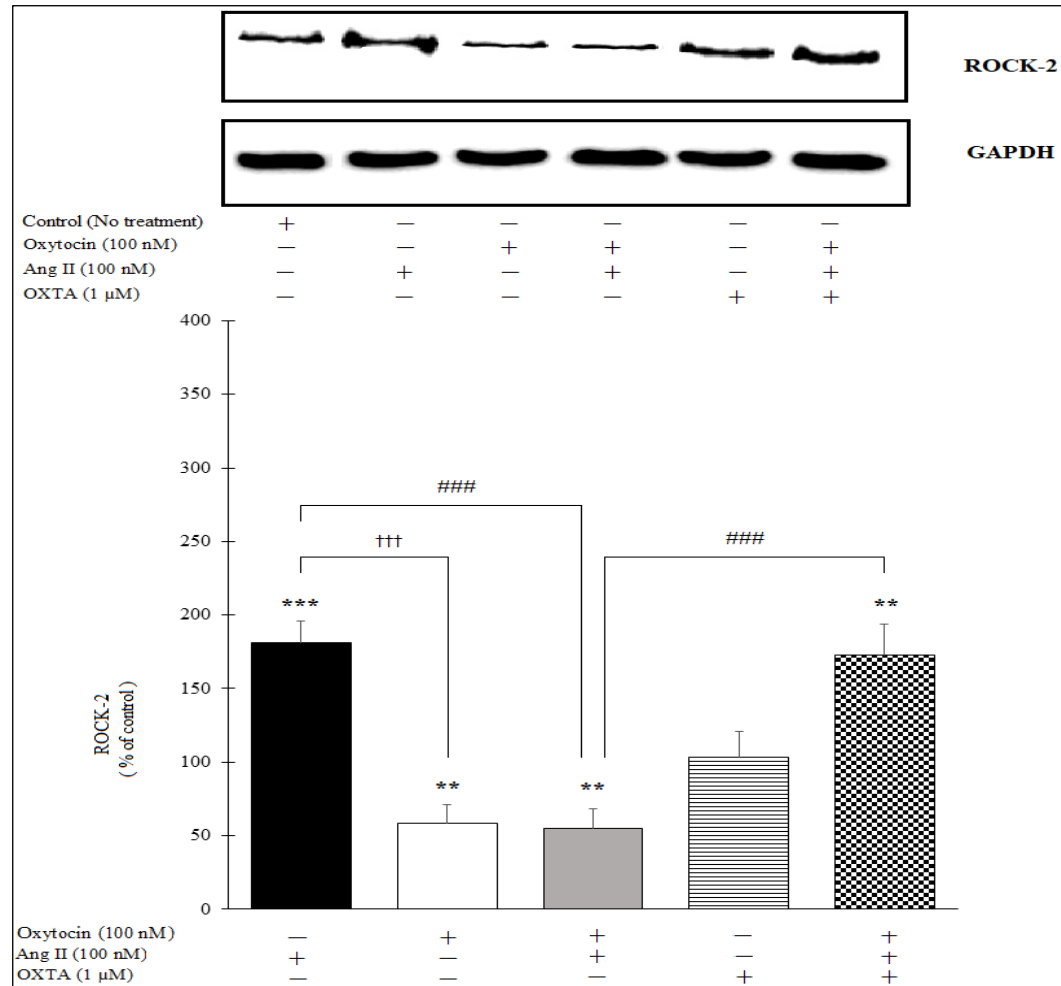 ROCK-2
GAPDH
Control (No treatment) + — — — — —
Oxytocin (100 nM) — — + + — +
Ang II (100 nM) — + — + — +
OXTA (1 µM) — — — — + +
400
350
300
250
200
150
100
50
0
ROCK-2
( % of control )
###
†††
###
***
**
**
**
Oxytocin (100 nM) — + + — +
Ang II (100 nM) + — + — +
OXTA (1 µM) — — — + +